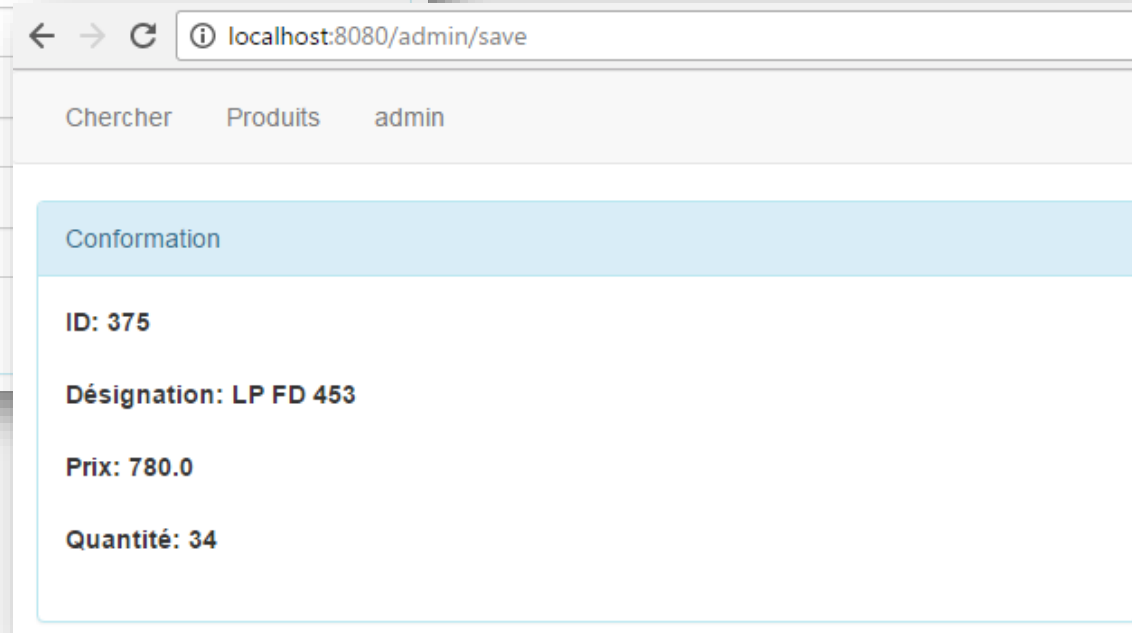 localhost:8080/admin/save
Chercher Produits admin
Conformation
ID: 375
Désignation: LP FD 453
Prix: 780.0
Quantité: 34